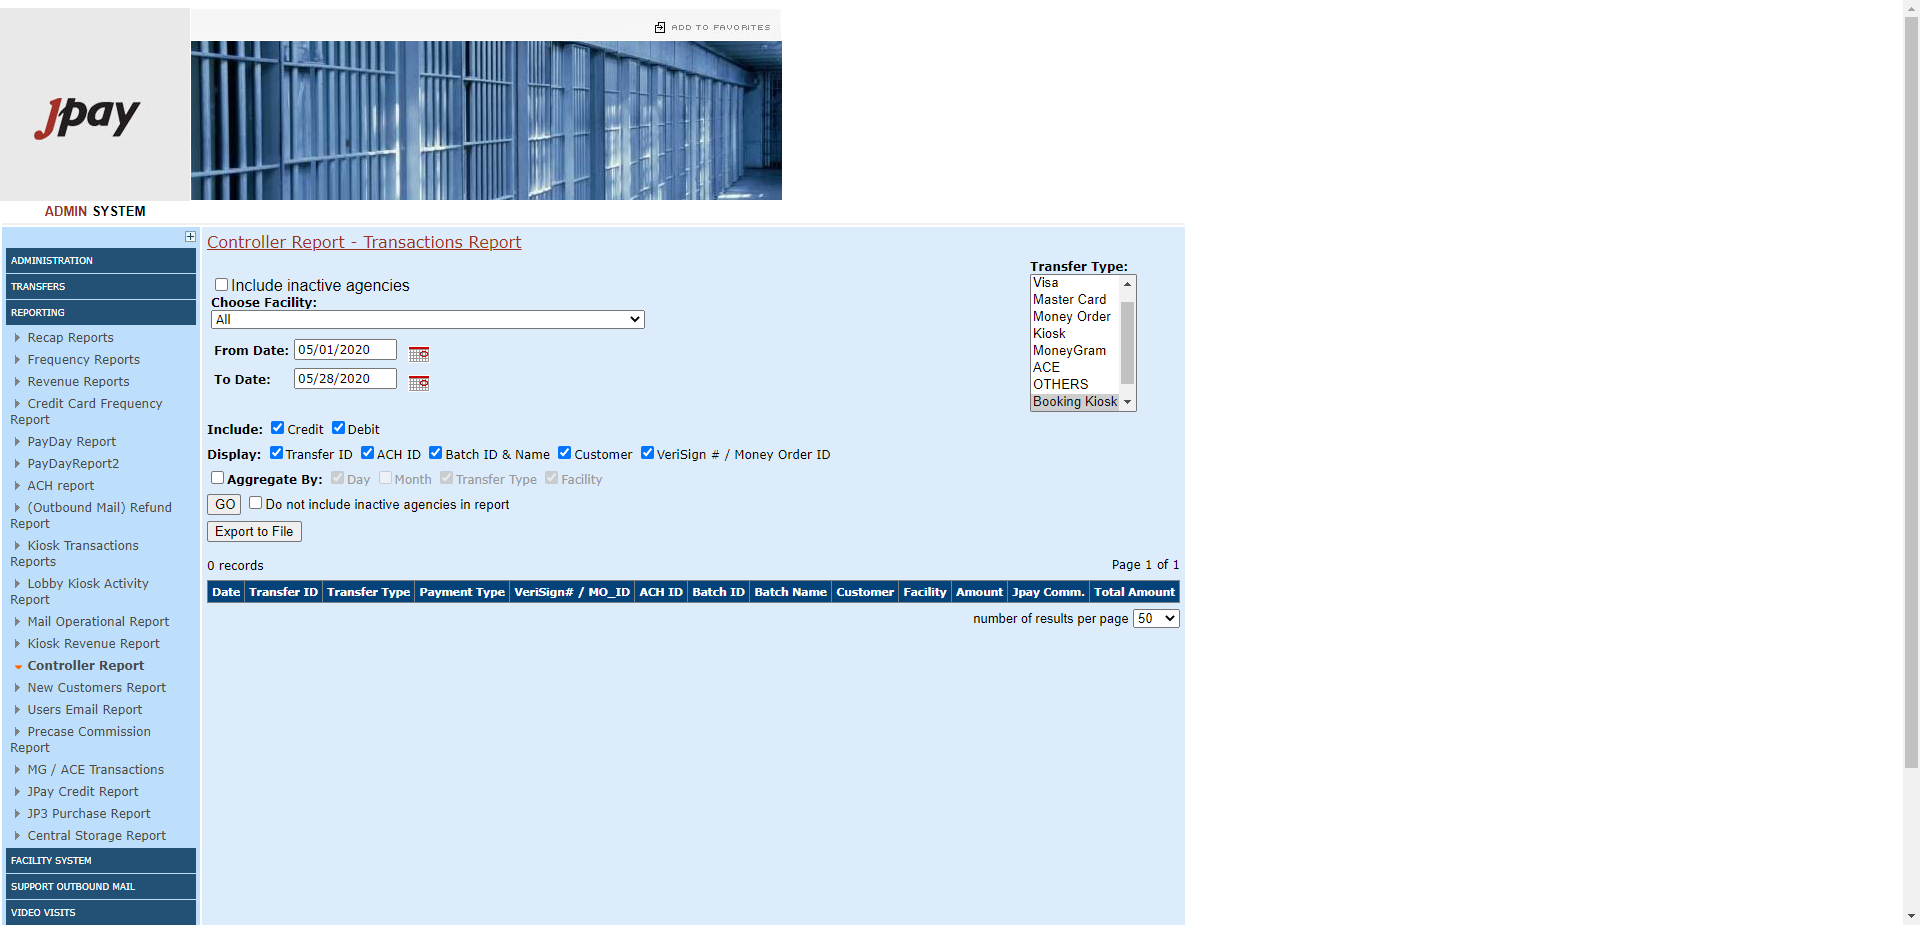 ADD TO FAVORITES
Jpay
ADMIN SYSTEM
ADMINISTRATION
TRANSFERS
REPORTING
Recap Reports
Frequency Reports
Revenue Reports
Credit Card Frequency
Report
PayDay Report
PayDayReport2
ACH report
(Outbound Mail) Refund
Report
Kiosk Transactions
Reports
Lobby Kiosk Activity
Report
Mail Operational Report
Kiosk Revenue Report
Controller Report
New Customers Report
Users Email Report
Precase Commission
Report
MG / ACE Transactions
JPay Credit Report
JP3 Purchase Report
Central Storage Report
FACILITY SYSTEM
SUPPORT OUTBOUND MAIL
VIDEO VISITS
Controller Report - Transactions Report
Include inactive agencies
Choose Facility:
All
From Date: 05/01/2020
To Date: 05/28/2020
Transfer Type:
Visa
Master Card
Money Order
Kiosk
MoneyGram
ACE
OTHERS
Booking Kiosk
Include: Credit Debit
Display: Transfer ID ACH ID Batch ID & Name Customer VeriSign # / Money Order ID
Aggregate By: Day Month Transfer Type Facility
GO Do not include inactive agencies in report
Export to File
0 records Page 1 of 1
Date Transfer ID Transfer Type Payment Type VeriSign# / MO_ID ACH ID Batch ID Batch Name Customer Facility Amount Jpay Comm. Total Amount
number of results per page 50